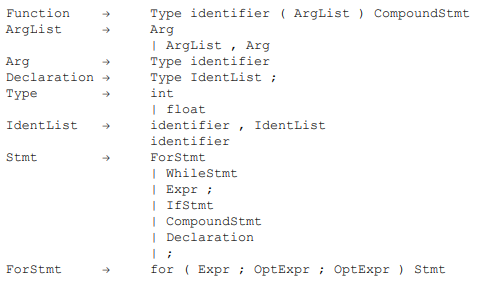 Function → Type identifier ( ArgList ) CompoundStmt
ArgList → Arg
| ArgList , Arg
Arg → Type identifier
Declaration → Type IdentList ;
Type → int
| float
IdentList → identifier , IdentList
identifier
Stmt → ForStmt
| WhileStmt
| Expr ;
| IfStmt
| CompoundStmt
| Declaration
| ;
ForStmt → for ( Expr ; OptExpr ; OptExpr ) Stmt